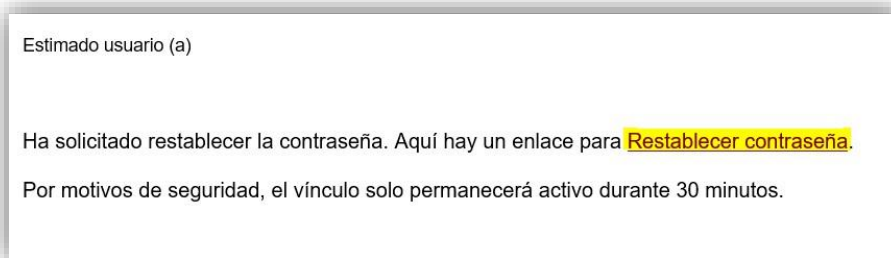 Estimado usuario (a)
Ha solicitado restablecer la contraseña. Aquí hay un enlace para Restablecer contraseña.
Por motivos de seguridad, el vínculo solo permanecerá activo durante 30 minutos.